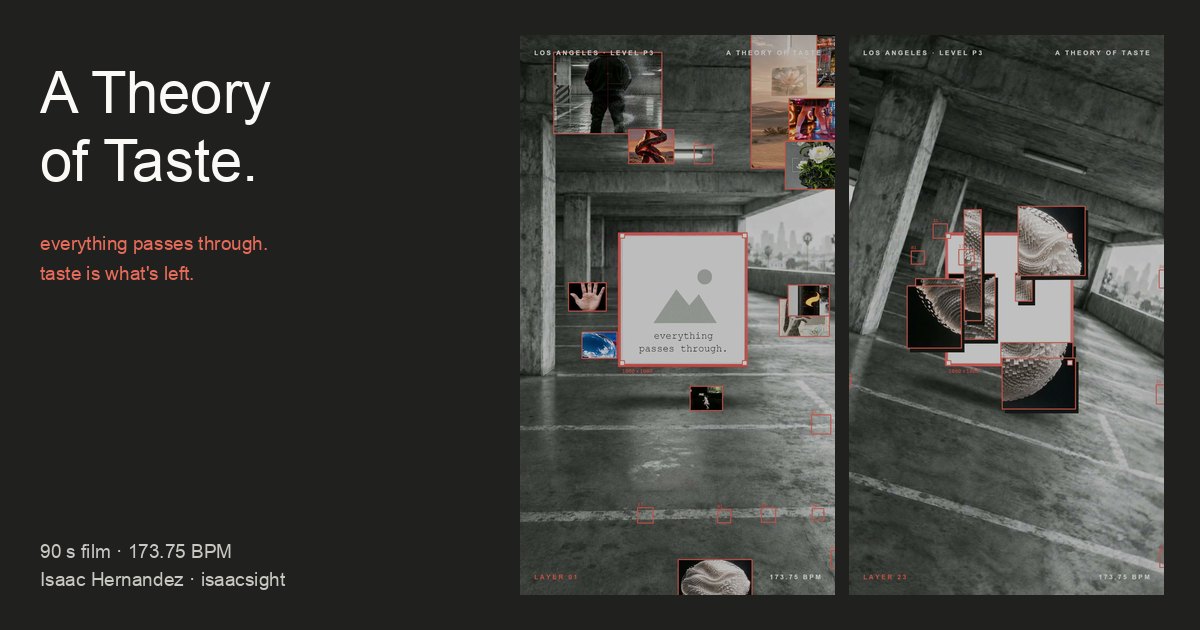 A Theory
of Taste.
everything passes through.
taste is what's left.
90 s film · 173.75 BPM
Isaac Hernandez · isaacsight
LOS ANGELES · LEVEL P3
A THEORY OF TASTE
everything
passes through.
LAYER 01
173.75 BPM
LOS ANGELES · LEVEL P3
A THEORY OF TASTE
LAYER 23
173.75 BPM